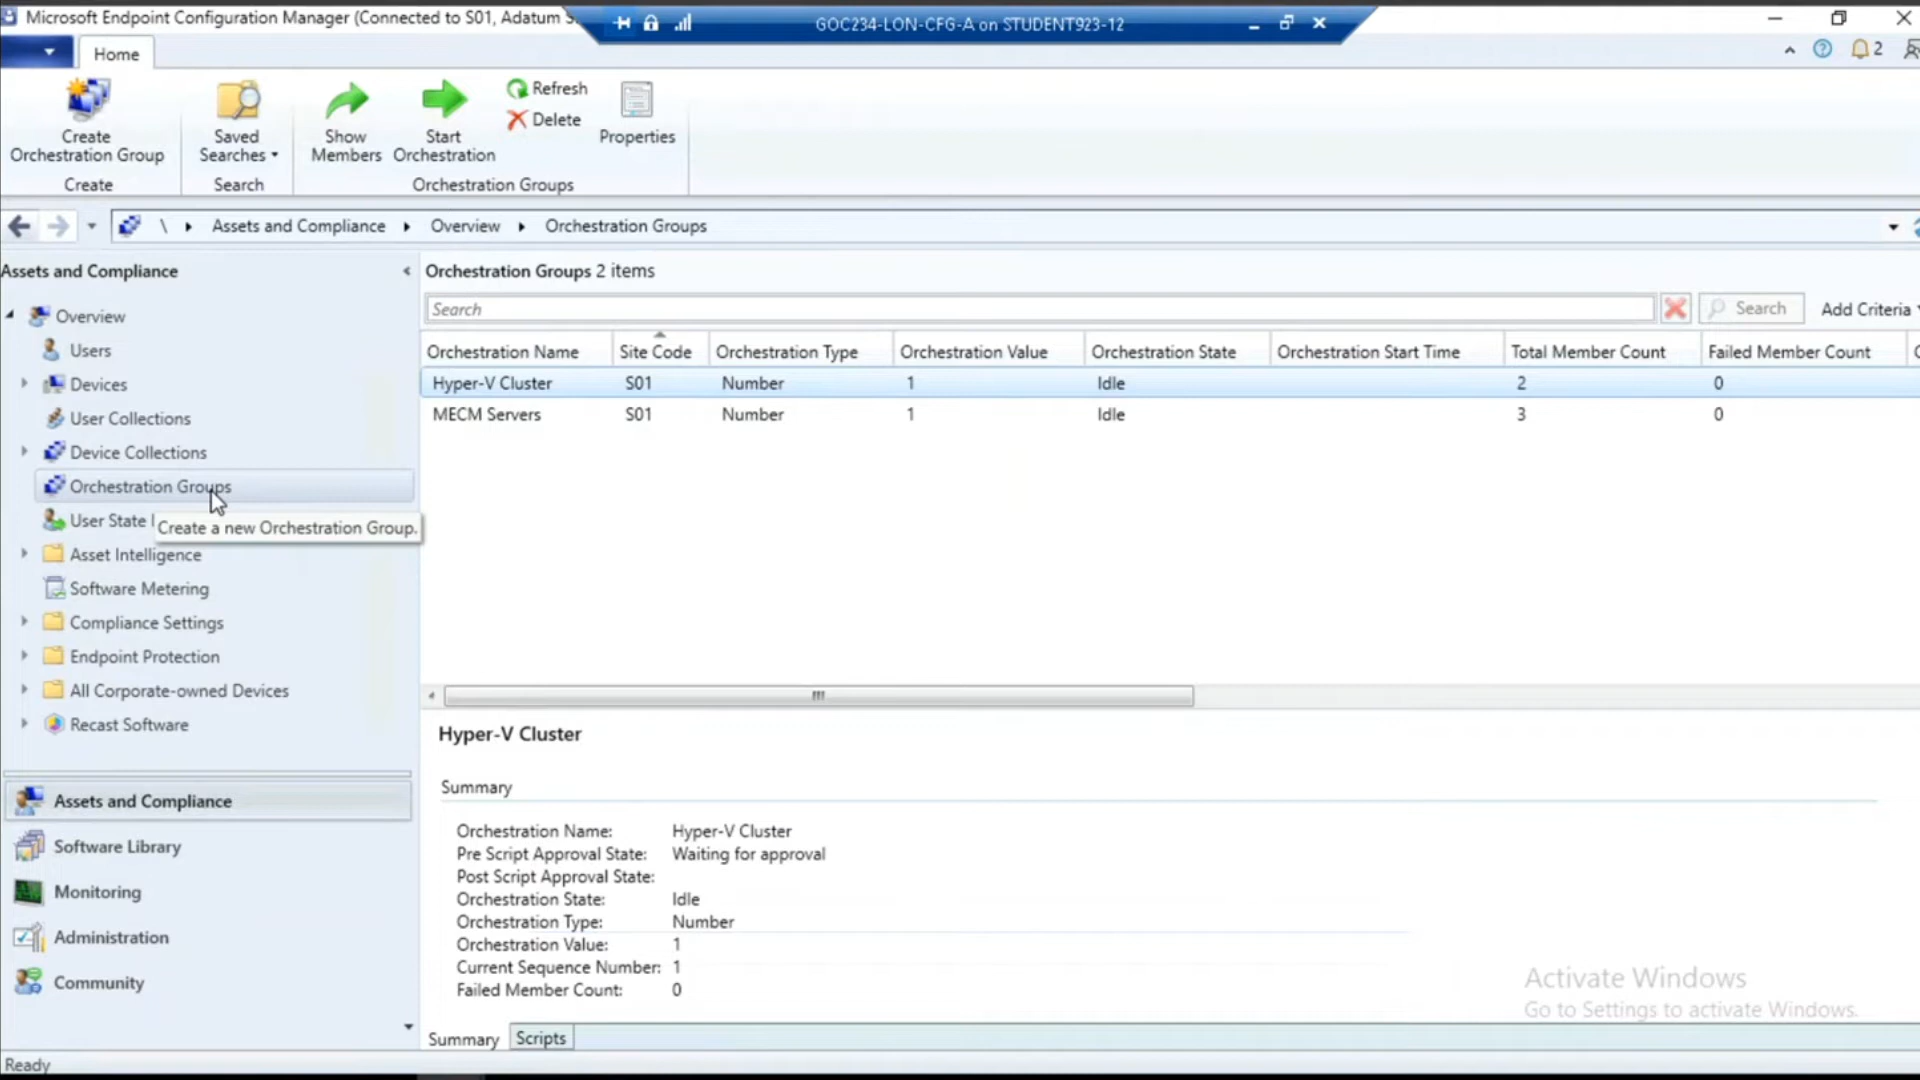 Microsoft Endpoint Configuration Manager (Connected to S01, Adatum S
GOC234-LON-CFG-A on STUDENT923-12
Home
2
Create
Orchestration Group
Saved
Searches
Show
Members
Start
Orchestration
Refresh
Delete
Properties
Create
Search
Orchestration Groups
\ Assets and Compliance Overview Orchestration Groups
Assets and Compliance
Overview
Users
Devices
User Collections
Device Collections
Orchestration Groups
User State
Create a new Orchestration Group.
Asset Intelligence
Software Metering
Compliance Settings
Endpoint Protection
All Corporate-owned Devices
Recast Software
Assets and Compliance
Software Library
Monitoring
Administration
Community
Orchestration Groups 2 items
Search
Search
Add Criteria
Orchestration Name Site Code Orchestration Type Orchestration Value Orchestration State Orchestration Start Time Total Member Count Failed Member Count
Hyper-V Cluster S01 Number 1 Idle 2 0
MECM Servers S01 Number 1 Idle 3 0
Hyper-V Cluster
Summary
Orchestration Name: Hyper-V Cluster
Pre Script Approval State: Waiting for approval
Post Script Approval State:
Orchestration State: Idle
Orchestration Type: Number
Orchestration Value: 1
Current Sequence Number: 1
Failed Member Count: 0
Activate Windows
Go to Settings to activate Windows.
Summary Scripts
Ready